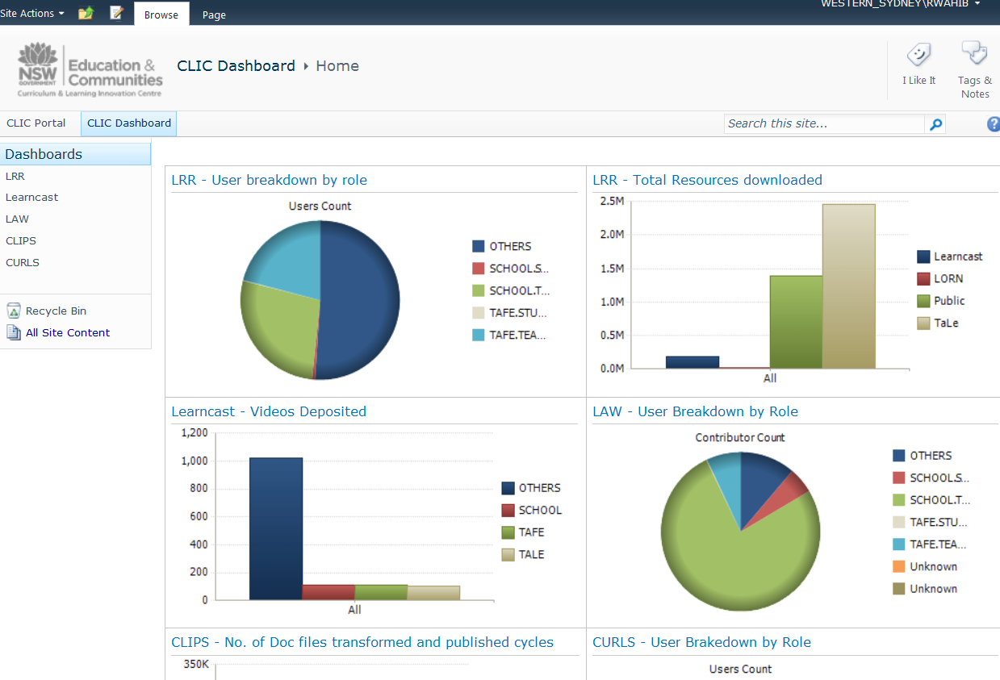 Site Actions
Browse
Page
WESTERN_SYDNEY\RWAHIB
NSW
GOVERNMENT
Education &
Communities
Curriculum & Learning Innovation Centre
CLIC Dashboard
Home
I Like It
Tags &
Notes
CLIC Portal
CLIC Dashboard
Search this site...
?
Dashboards
LRR
Learncast
LAW
CLIPS
CURLS
Recycle Bin
All Site Content
LRR - User breakdown by role
Users Count
OTHERS
SCHOOL.S...
SCHOOL.T...
TAFE.STU...
TAFE.TEA...
LRR - Total Resources downloaded
2.5M
2.0M
1.5M
1.0M
0.5M
0.0M
All
Learncast
LORN
Public
TaLe
Learncast - Videos Deposited
1,200
1,000
800
600
400
200
0
All
OTHERS
SCHOOL
TAFE
TALE
LAW - User Breakdown by Role
Contributor Count
OTHERS
SCHOOL.S...
SCHOOL.T...
TAFE.STU...
TAFE.TEA...
Unknown
Unknown
CLIPS - No. of Doc files transformed and published cycles
350K
CURLS - User Brakedown by Role
Users Count